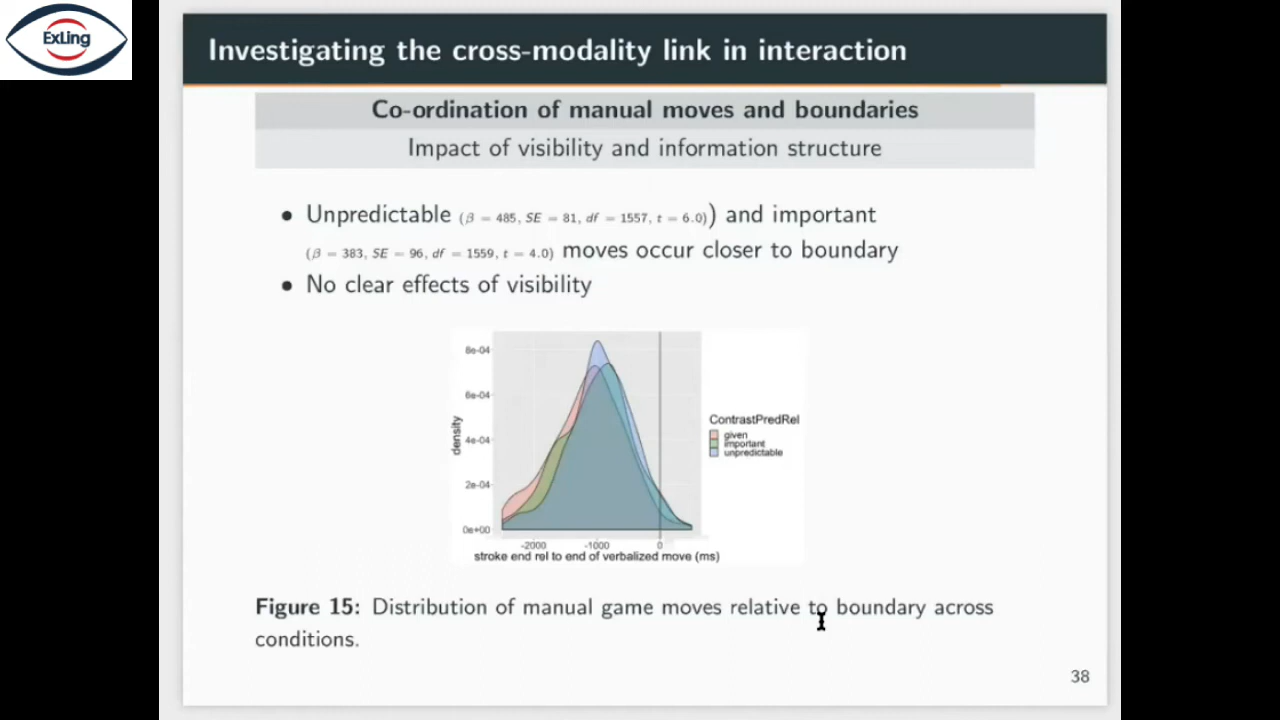 ExLing
Investigating the cross-modality link in interaction
Co-ordination of manual moves and boundaries
Impact of visibility and information structure
• Unpredictable (β = 485, SE = 81, df = 1557, t = 6.0)) and important
(β = 383, SE = 96, df = 1559, t = 4.0) moves occur closer to boundary
• No clear effects of visibility
8e-04
6e-04
4e-04
2e-04
0e+00
density
-2000 -1000 0
stroke end rel to end of verbalized move (ms)
ContrastPredRel
given
important
unpredictable
Figure 15: Distribution of manual game moves relative to boundary across
conditions.
38